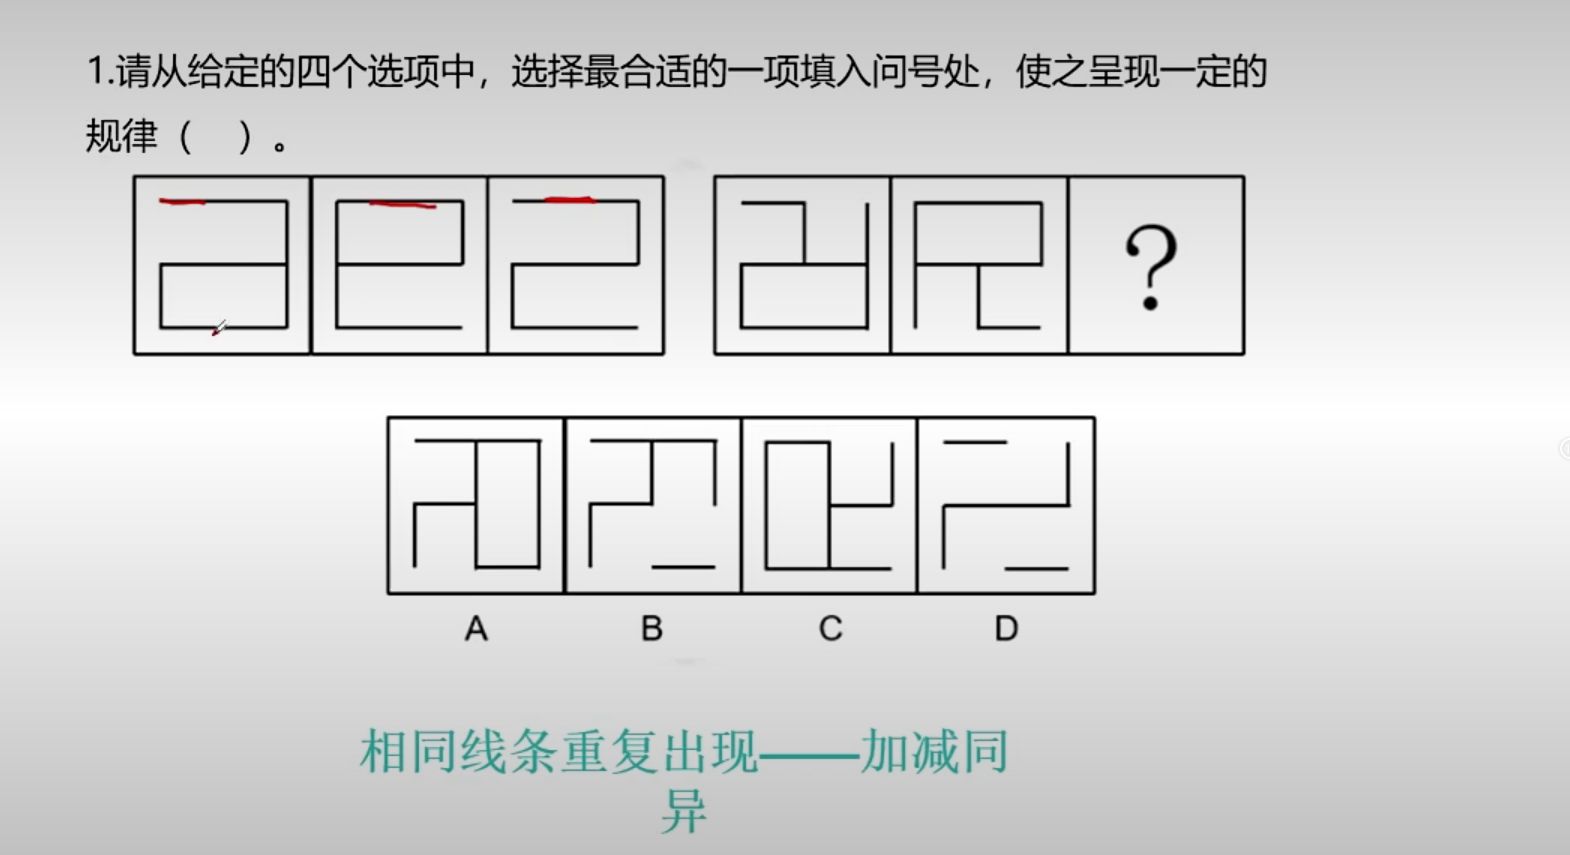 1.请从给定的四个选项中，选择最合适的一项填入问号处，使之呈现一定的
规律（　）。
?
A B C D
相同线条重复出现——加减同
异